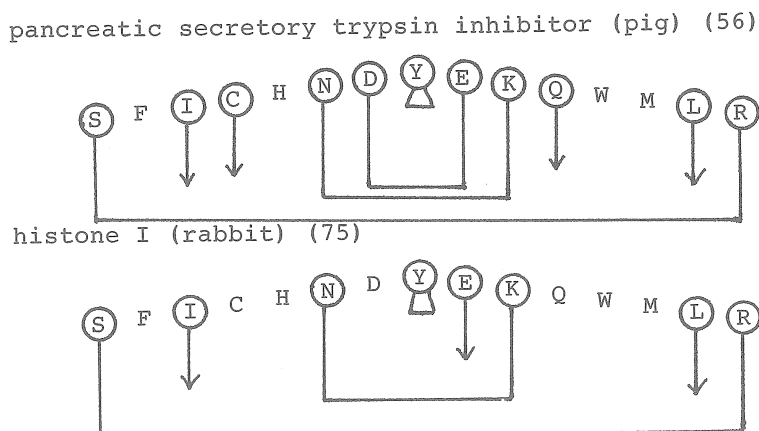 pancreatic secretory trypsin inhibitor (pig) (56)
S F I C H N D Y E K Q W M L R
histone I (rabbit) (75)
S F I C H N D Y E K Q W M L R